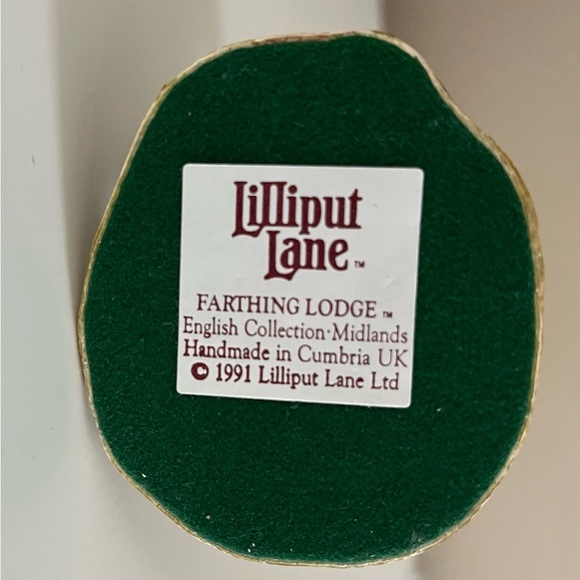 Lilliput
Lane™
FARTHING LODGE™
English Collection·Midlands
Handmade in Cumbria UK
© 1991 Lilliput Lane Ltd